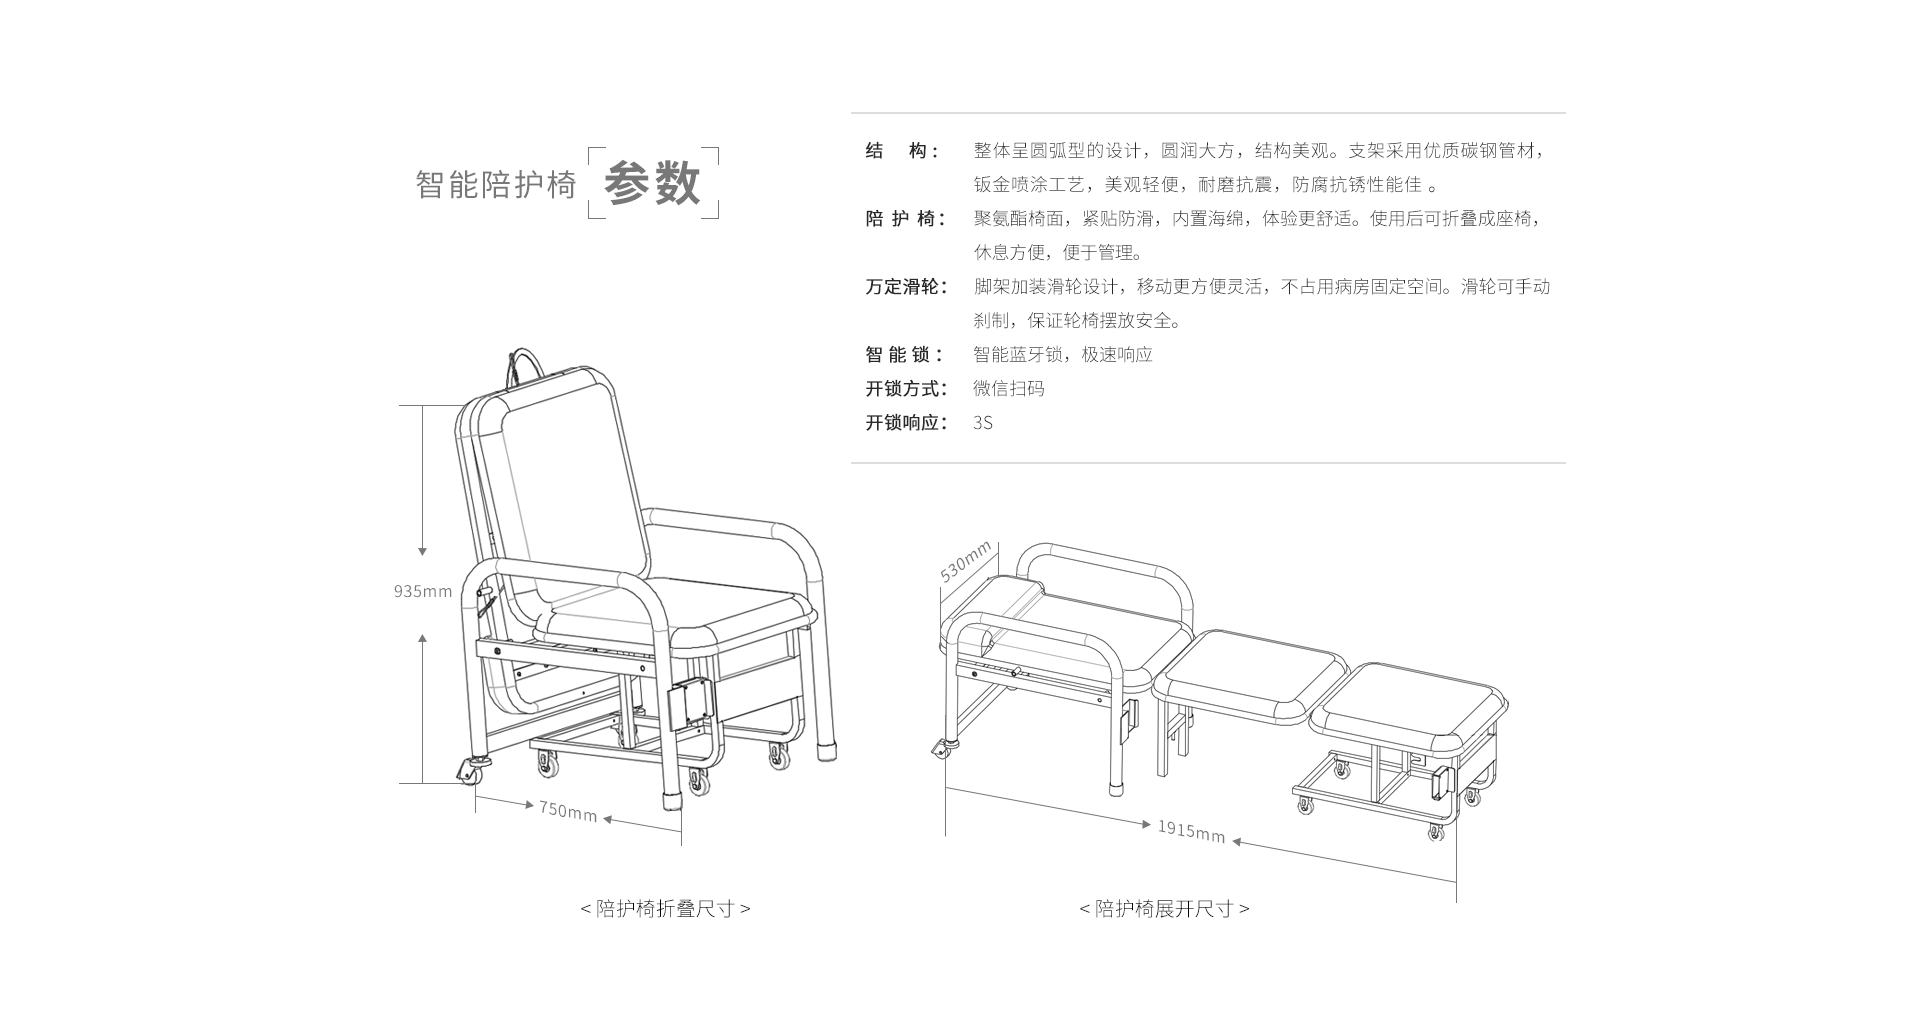 智能陪护椅 参数
结 构： 整体呈圆弧型的设计，圆润大方，结构美观。支架采用优质碳钢管材，
钣金喷涂工艺，美观轻便，耐磨抗震，防腐抗锈性能佳 。
陪 护 椅： 聚氨酯椅面，紧贴防滑，内置海绵，体验更舒适。使用后可折叠成座椅，
休息方便，便于管理。
万定滑轮： 脚架加装滑轮设计，移动更方便灵活，不占用病房固定空间。滑轮可手动
刹制，保证轮椅摆放安全。
智 能 锁： 智能蓝牙锁，极速响应
开锁方式： 微信扫码
开锁响应： 3S
935mm
750mm
530mm
1915mm
< 陪护椅折叠尺寸 >
< 陪护椅展开尺寸 >